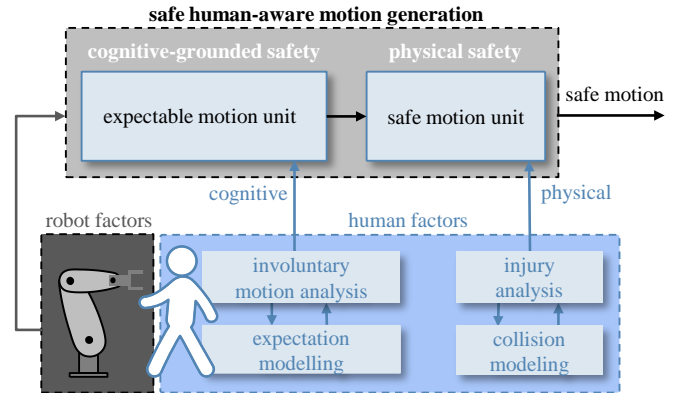 safe human-aware motion generation
cognitive-grounded safety
physical safety
expectable motion unit
safe motion unit
safe motion
cognitive
physical
robot factors
human factors
involuntary
motion analysis
injury
analysis
expectation
modelling
collision
modeling